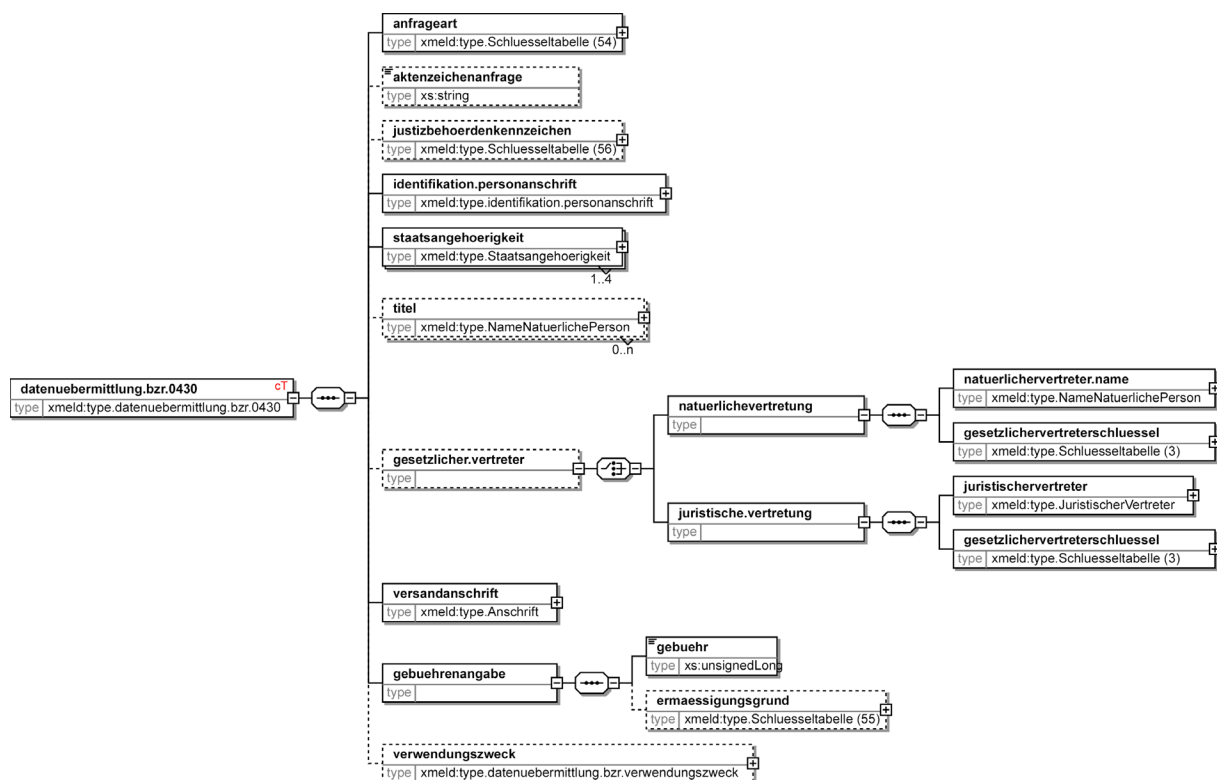 anfrageart
type xmeld:type.Schluesseltabelle (54)
aktenzeichenanfrage
type xs:string
justizbehoerdenkennzeichen
type xmeld:type.Schluesseltabelle (56)
identifikation.personanschrift
type xmeld:type.identifikation.personanschrift
staatsangehoerigkeit
type xmeld:type.Staatsangehoerigkeit
1..4
titel
type xmeld:type.NameNatuerlichePerson
0..n
datenuebermittlung.bzr.0430 cT
type xmeld:type.datenuebermittlung.bzr.0430
gesetzlicher.vertreter
type
natuerlichevertretung
type
natuerlichervertreter.name
type xmeld:type.NameNatuerlichePerson
gesetzlichervertreterschluessel
type xmeld:type.Schluesseltabelle (3)
juristische.vertretung
type
juristischervertreter
type xmeld:type.JuristischerVertreter
gesetzlichervertreterschluessel
type xmeld:type.Schluesseltabelle (3)
versandanschrift
type xmeld:type.Anschrift
gebuehrenangabe
type
gebuehr
type xs:unsignedLong
ermaessigungsgrund
type xmeld:type.Schluesseltabelle (55)
verwendungszweck
type xmeld:type.datenuebermittlung.bzr.verwendungszweck